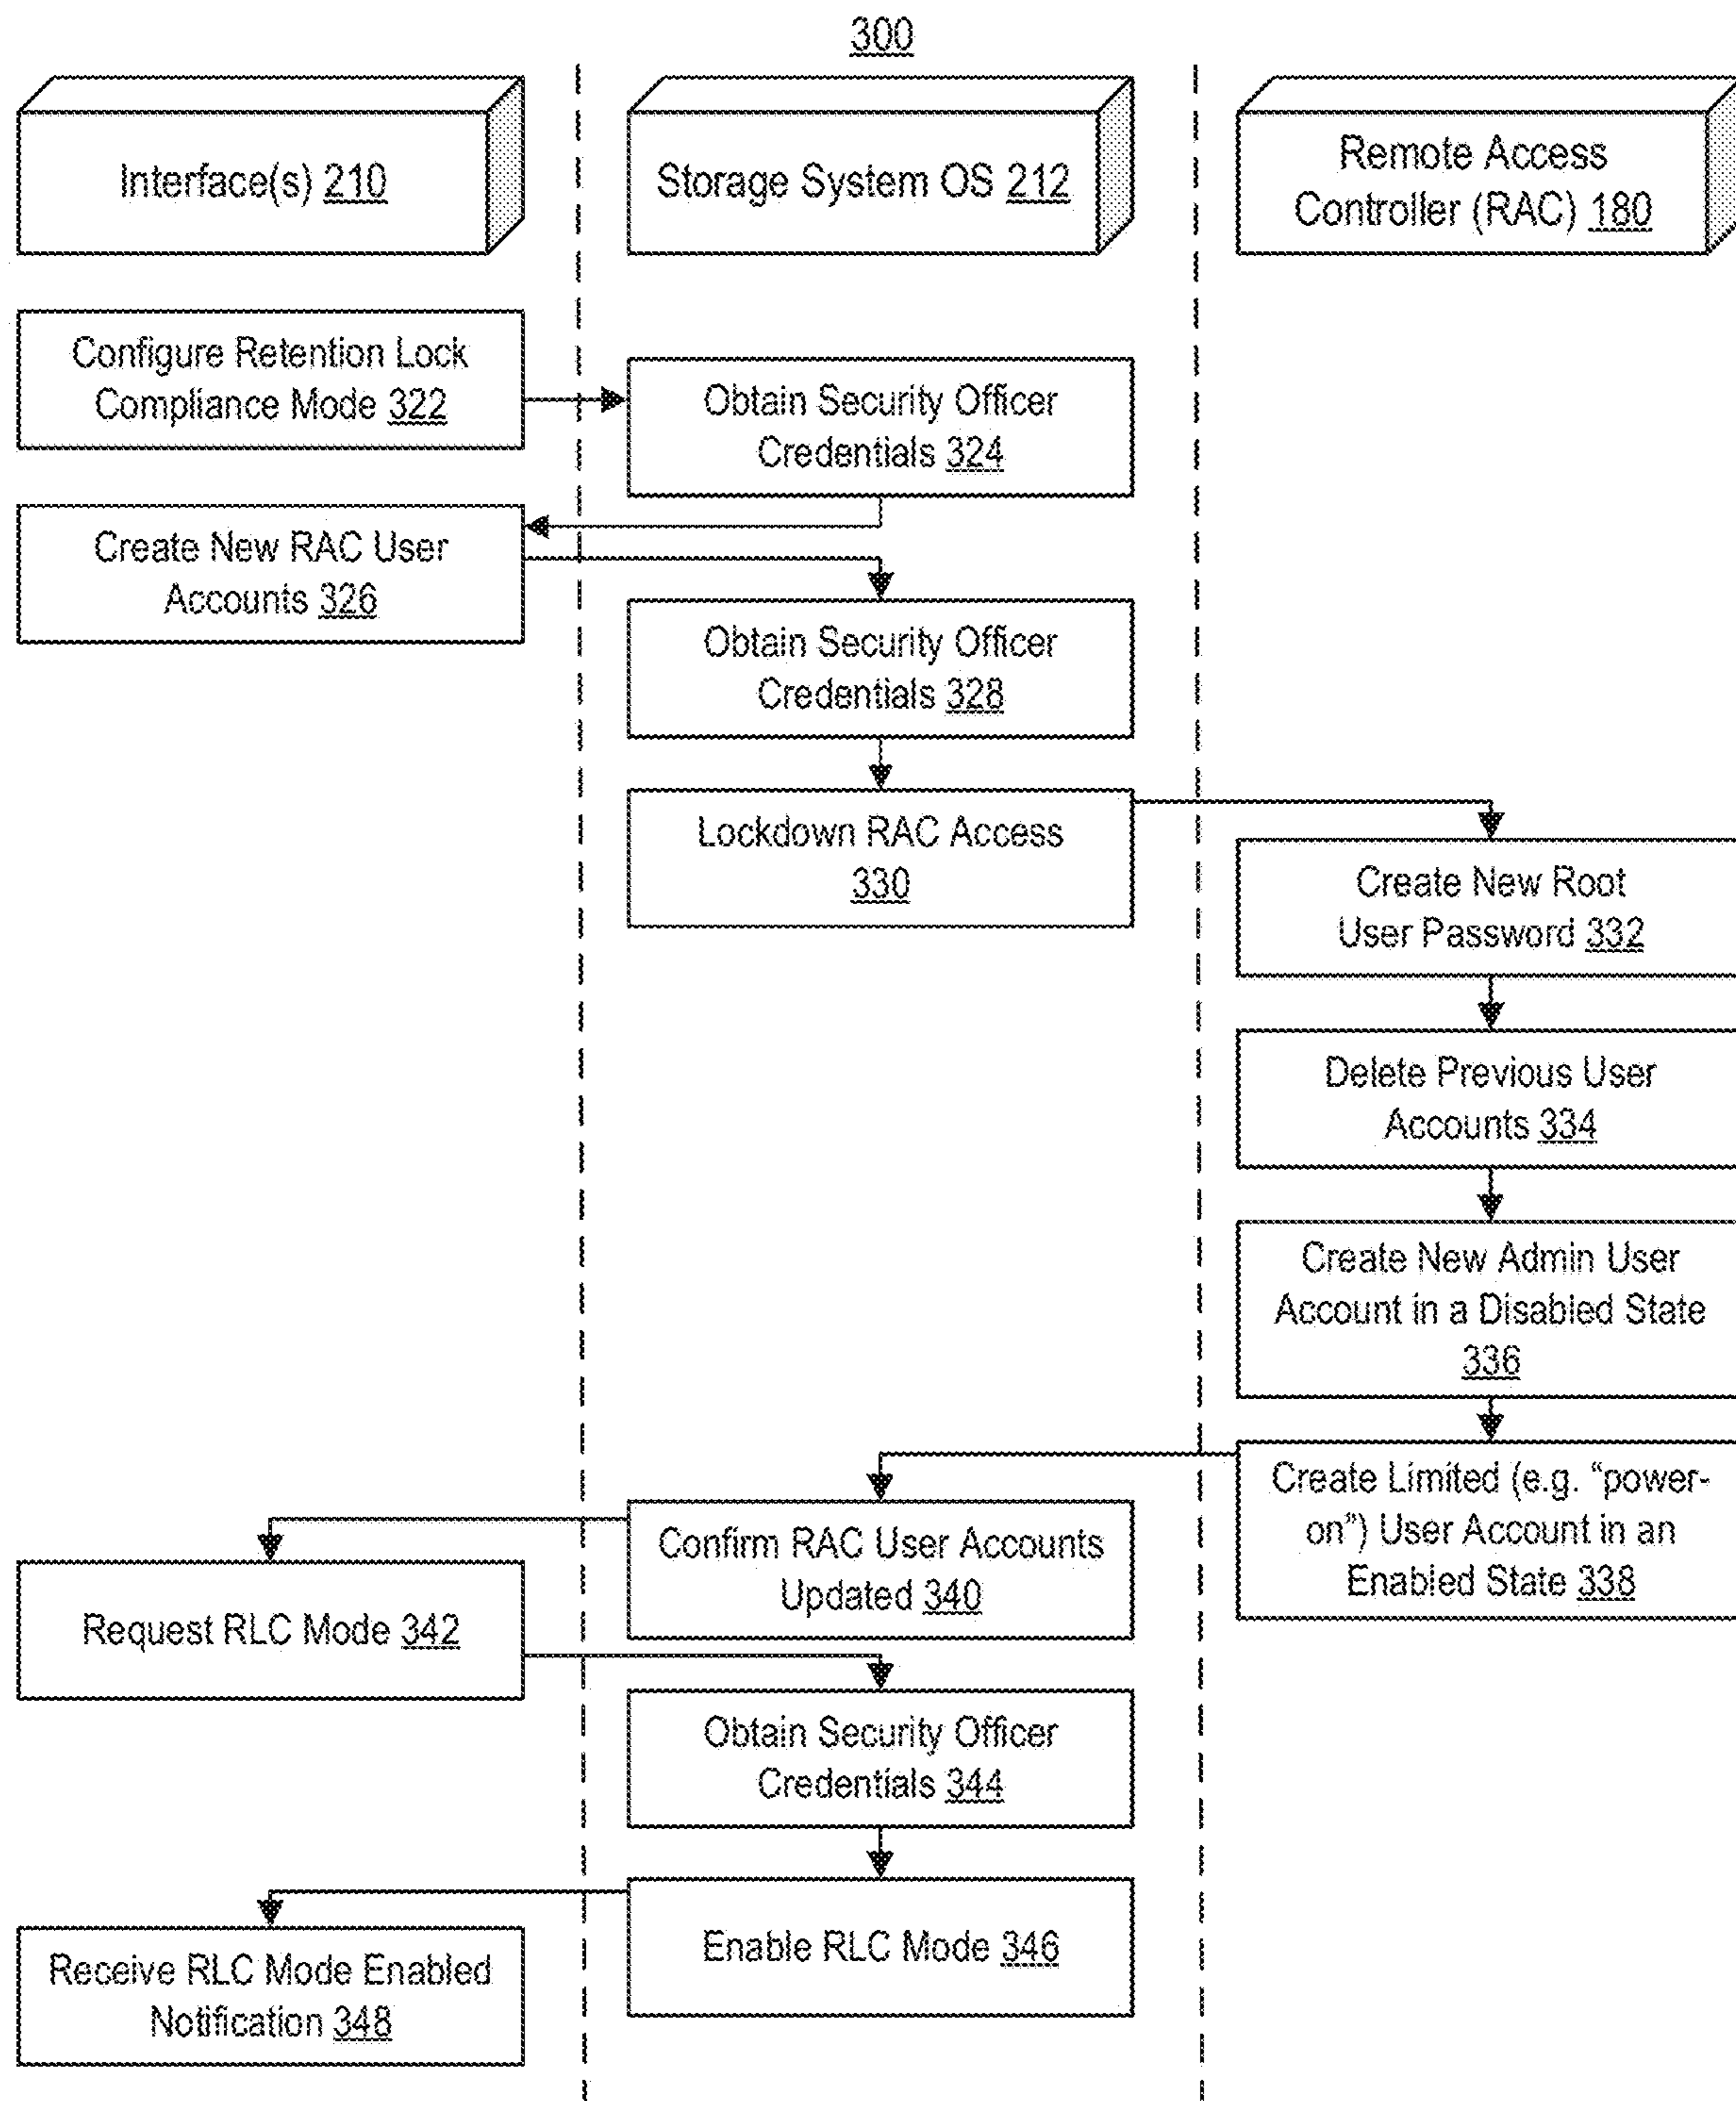 300
Interface(s) 210
Storage System OS 212
Remote Access
Controller (RAC) 180
Configure Retention Lock
Compliance Mode 322
Obtain Security Officer
Credentials 324
Create New RAC User
Accounts 326
Obtain Security Officer
Credentials 328
Lockdown RAC Access
330
Create New Root
User Password 332
Delete Previous User
Accounts 334
Create New Admin User
Account in a Disabled State
336
Create Limited (e.g. “power-
on”) User Account in an
Enabled State 338
Confirm RAC User Accounts
Updated 340
Request RLC Mode 342
Obtain Security Officer
Credentials 344
Enable RLC Mode 346
Receive RLC Mode Enabled
Notification 348